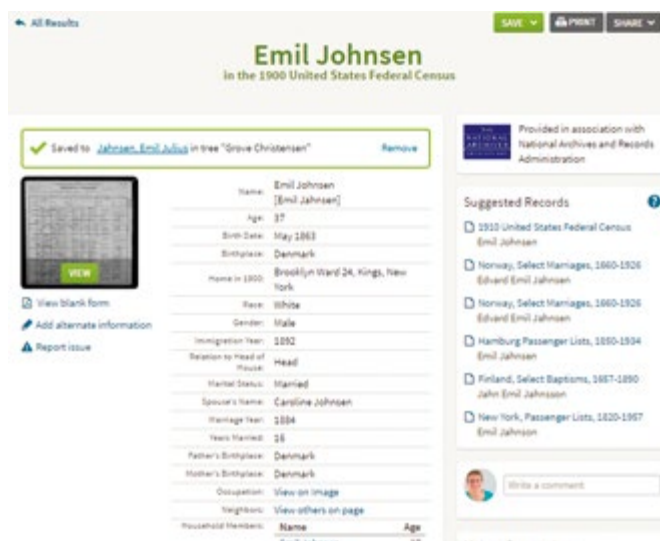 All Results
SAVE
PRINT
SHARE
Emil Johnsen
in the 1900 United States Federal Census
Saved to Jahnsen, Emil Julius in tree "Grove Christensen"
Remove
VIEW
View blank form
Add alternate information
Report issue
Name: Emil Johnsen
[Emil Jahnsen]
Age: 37
Birth Date: May 1863
Birthplace: Denmark
Home in 1900: Brooklyn Ward 24, Kings, New
York
Race: White
Gender: Male
Immigration Year: 1892
Relation to Head of
House: Head
Marital Status: Married
Spouse's Name: Caroline Johnsen
Marriage Year: 1884
Years Married: 16
Father's Birthplace: Denmark
Mother's Birthplace: Denmark
Occupation: View on Image
Neighbors: View others on page
Household Members: Name Age
THE
NATIONAL
ARCHIVES
Provided in association with
National Archives and Records
Administration
Suggested Records
?
1910 United States Federal Census
Emil Johnsen
Norway, Select Marriages, 1660-1926
Edvard Emil Jahnsen
Norway, Select Marriages, 1660-1926
Edvard Emil Jahnsen
Hamburg Passenger Lists, 1850-1934
Emil Johnsen
Finland, Select Baptisms, 1657-1890
Jahn Emil Jahnsson
New York, Passenger Lists, 1820-1957
Emil Jahnson
Write a comment